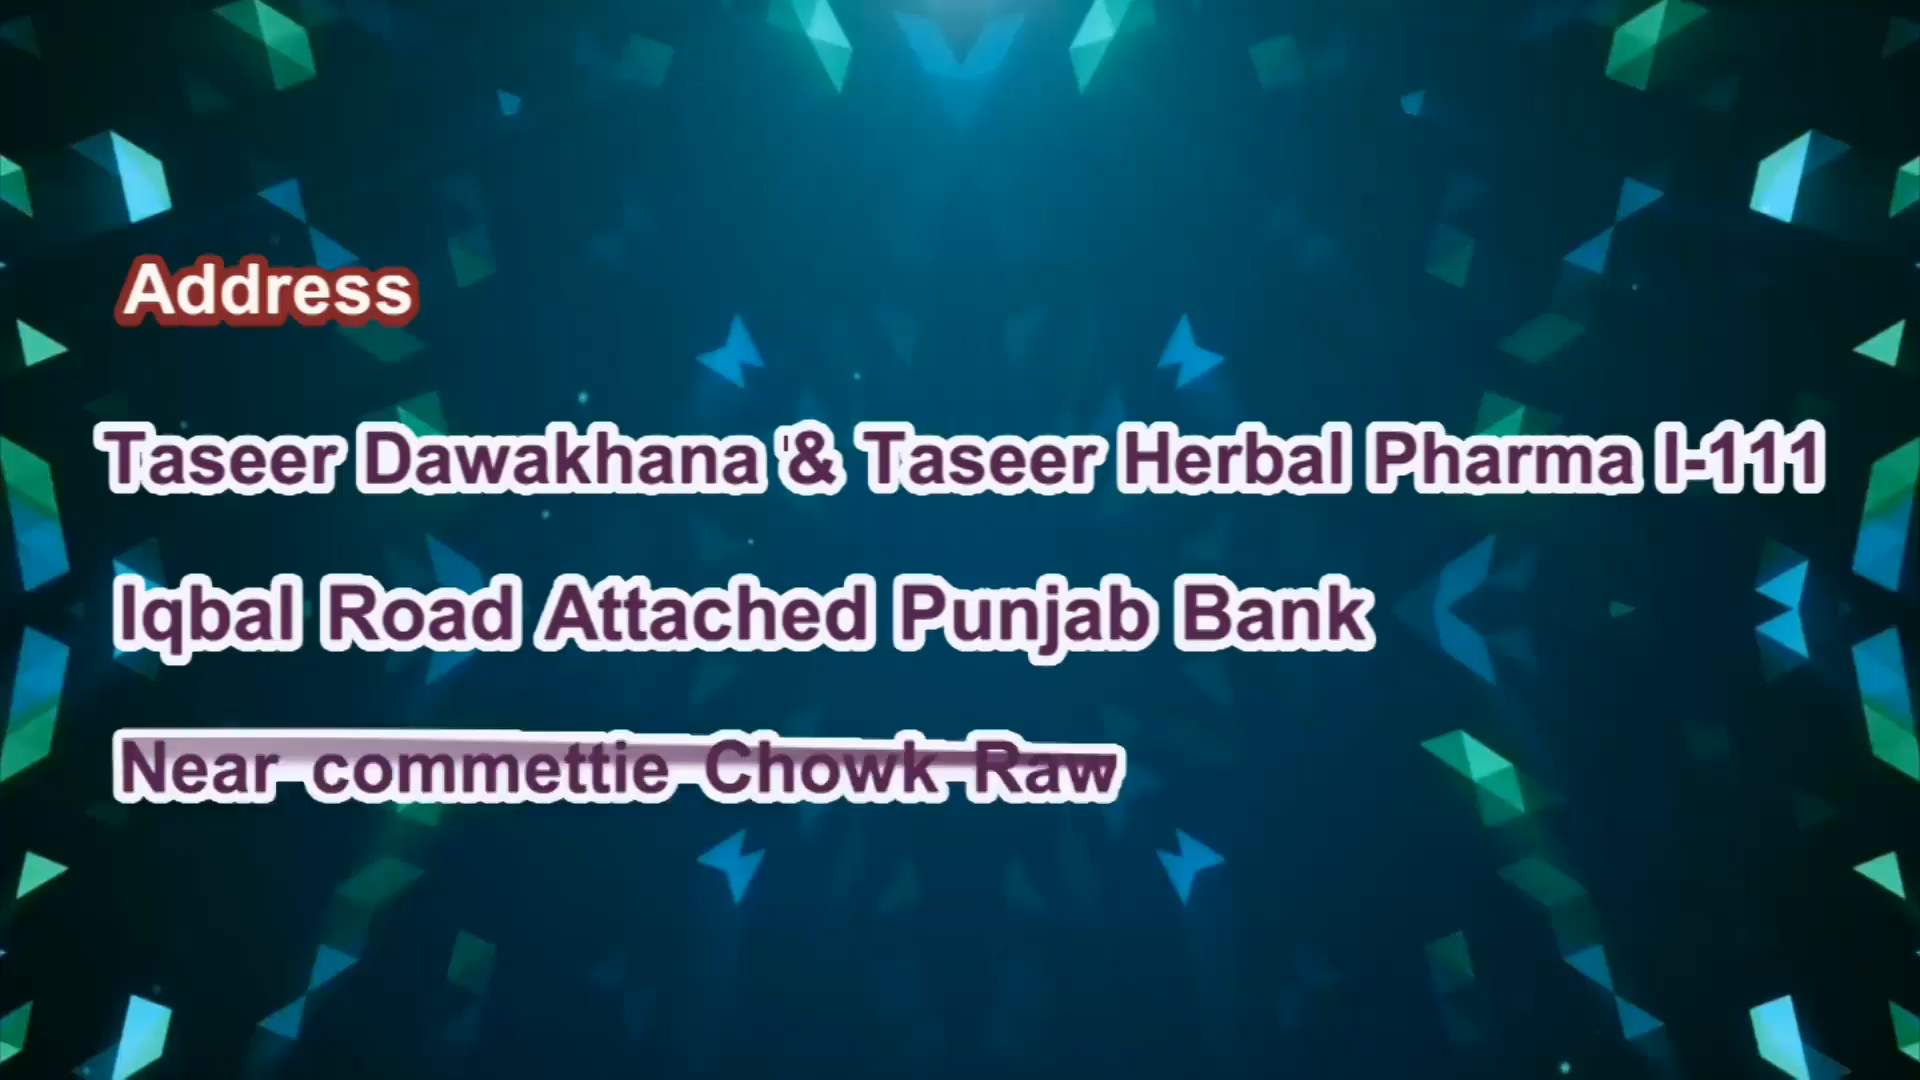 Address
Taseer Dawakhana '& Taseer Herbal Pharma I-111
Iqbal Road Attached Punjab Bank
Near commettie Chowk Raw